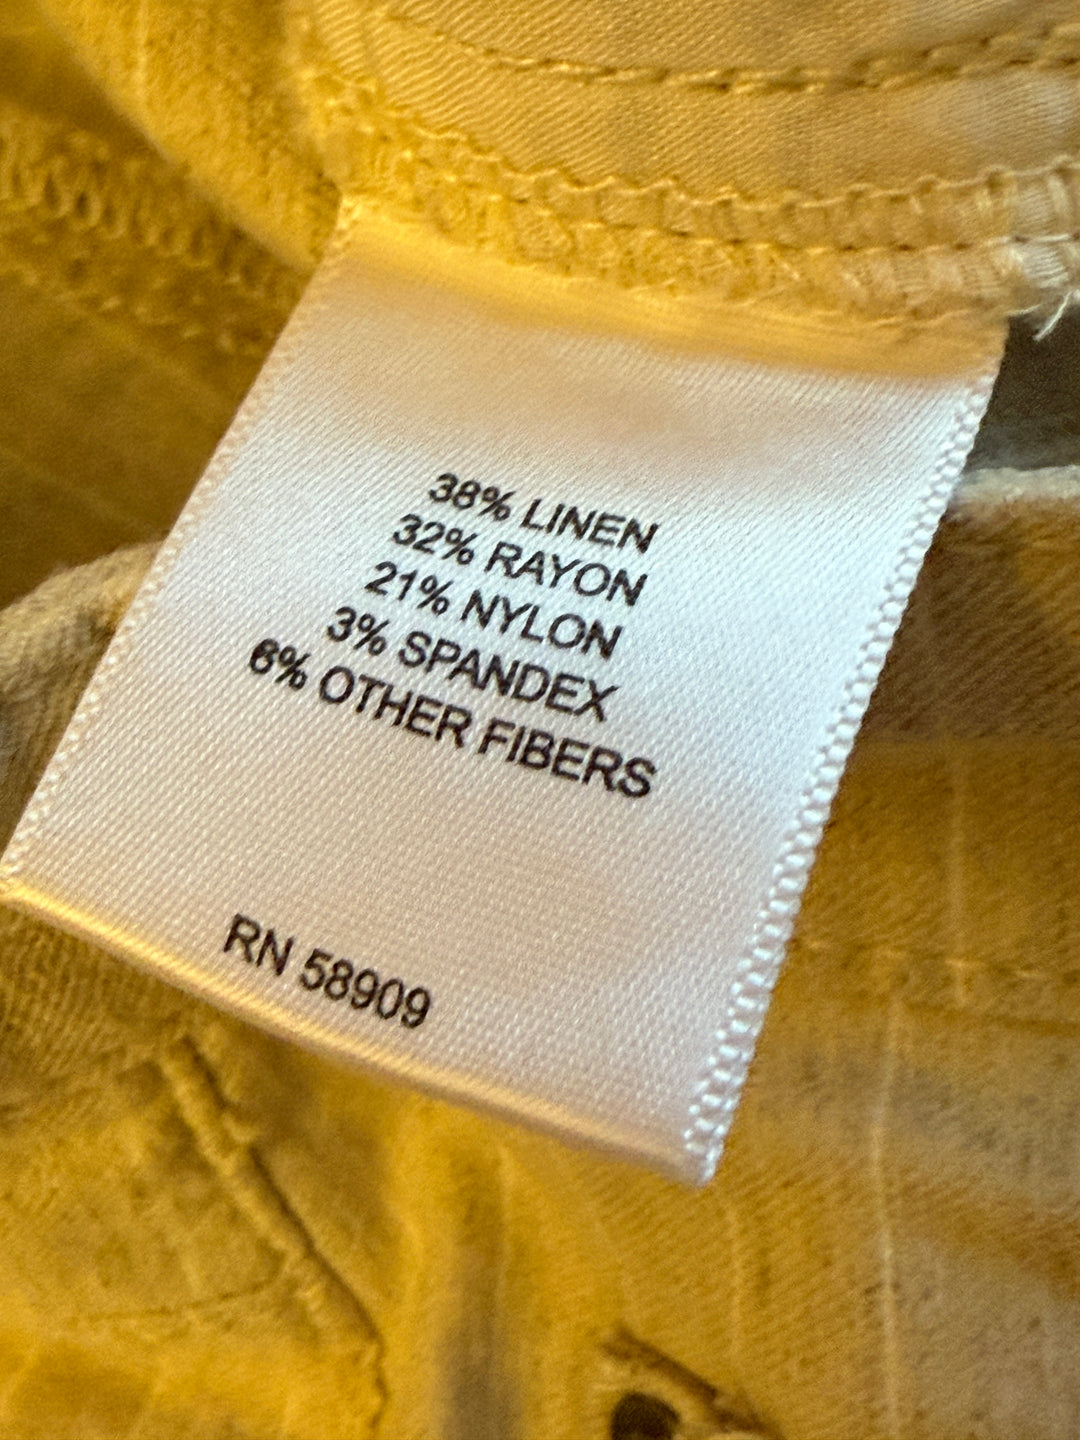 38% LINEN
32% RAYON
21% NYLON
3% SPANDEX
6% OTHER FIBERS
RN 58909